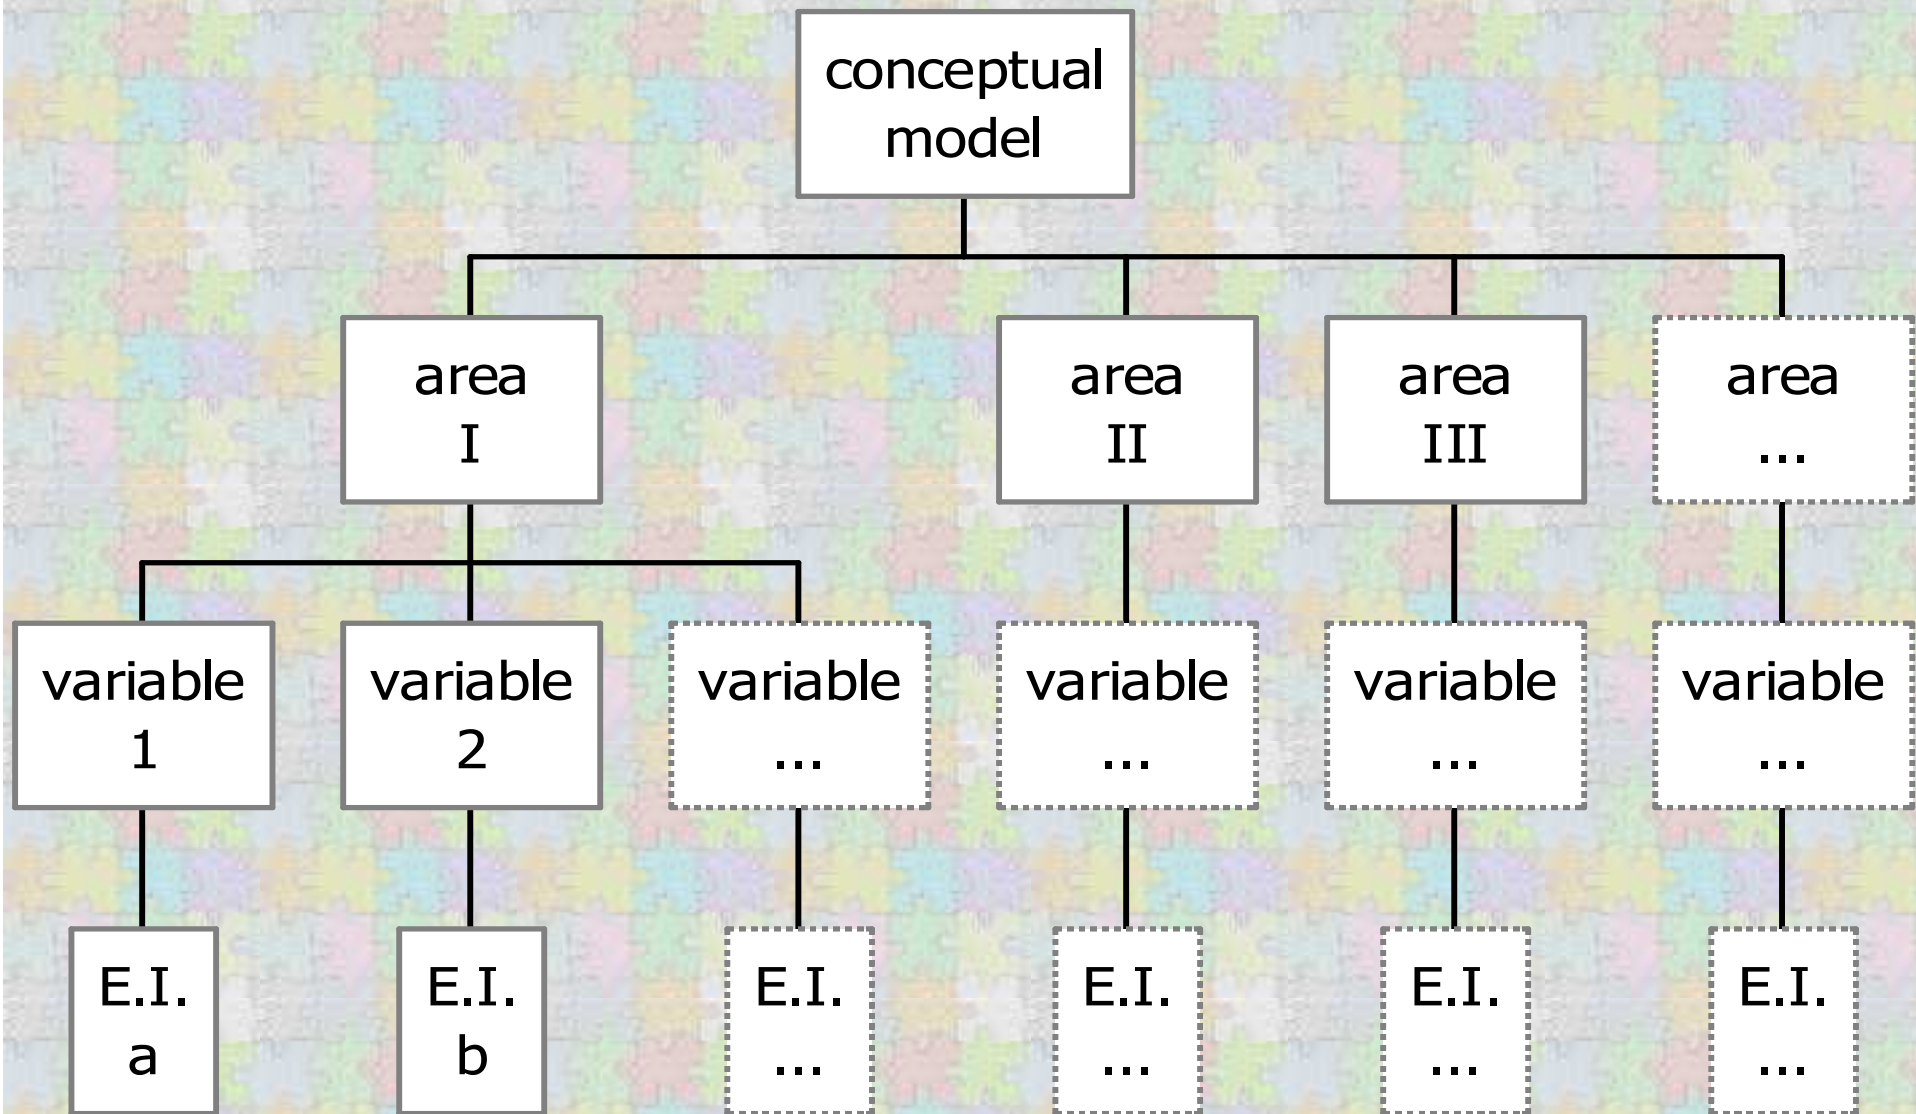 conceptual
model
area
I
area
II
area
III
area
...
variable
1
variable
2
variable
...
variable
...
variable
...
variable
...
E.I.
a
E.I.
b
E.I.
...
E.I.
...
E.I.
...
E.I.
...